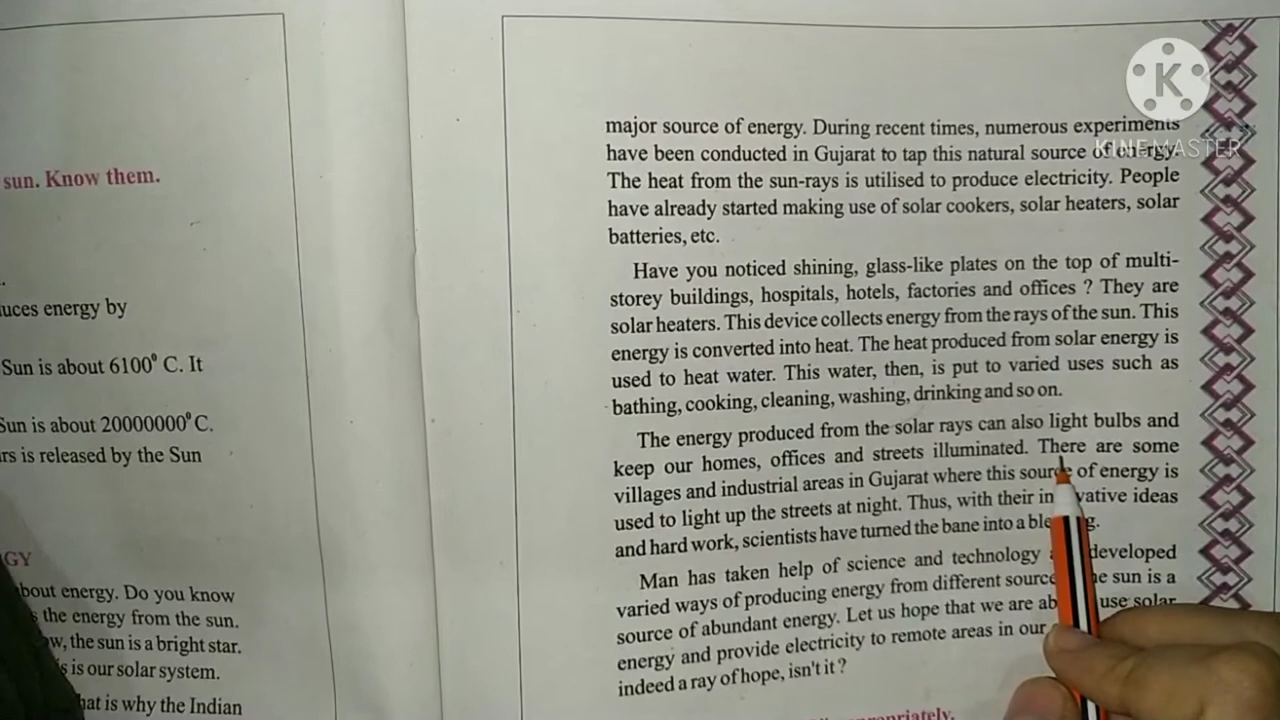 sun. Know them.
uces energy by
Sun is about 6100⁰ C. It
Sun is about 20000000⁰ C.
rs is released by the Sun
GY
bout energy. Do you know
the energy from the sun.
w, the sun is a bright star.
is our solar system.
hat is why the Indian
major source of energy. During recent times, numerous experiments
have been conducted in Gujarat to tap this natural source of energy.
The heat from the sun-rays is utilised to produce electricity. People
have already started making use of solar cookers, solar heaters, solar
batteries, etc.
Have you noticed shining, glass-like plates on the top of multi-
storey buildings, hospitals, hotels, factories and offices ? They are
solar heaters. This device collects energy from the rays of the sun. This
energy is converted into heat. The heat produced from solar energy is
used to heat water. This water, then, is put to varied uses such as
bathing, cooking, cleaning, washing, drinking and so on.
The energy produced from the solar rays can also light bulbs and
keep our homes, offices and streets illuminated. There are some
villages and industrial areas in Gujarat where this source of energy is
used to light up the streets at night. Thus, with their in vative ideas
and hard work, scientists have turned the bane into a ble g.
Man has taken help of science and technology developed
varied ways of producing energy from different source he sun is a
source of abundant energy. Let us hope that we are ab use solar
energy and provide electricity to remote areas in our
indeed a ray of hope, isn't it ?
K
KINEMASTER